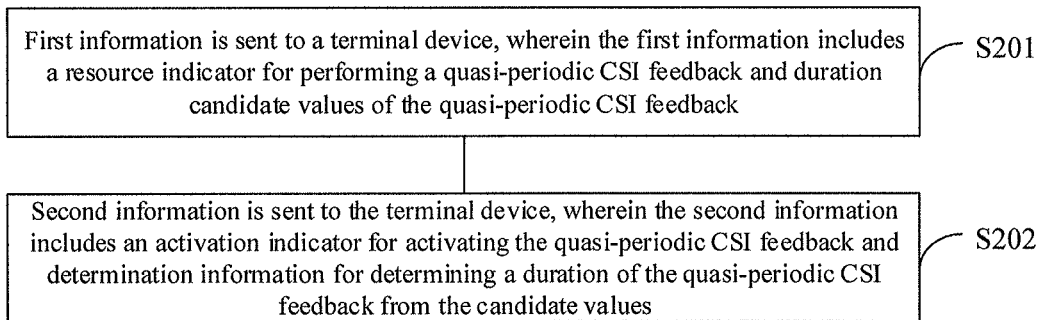 First information is sent to a terminal device, wherein the first information includes
a resource indicator for performing a quasi-periodic CSI feedback and duration
candidate values of the quasi-periodic CSI feedback
S201
Second information is sent to the terminal device, wherein the second information
includes an activation indicator for activating the quasi-periodic CSI feedback and
determination information for determining a duration of the quasi-periodic CSI
feedback from the candidate values
S202